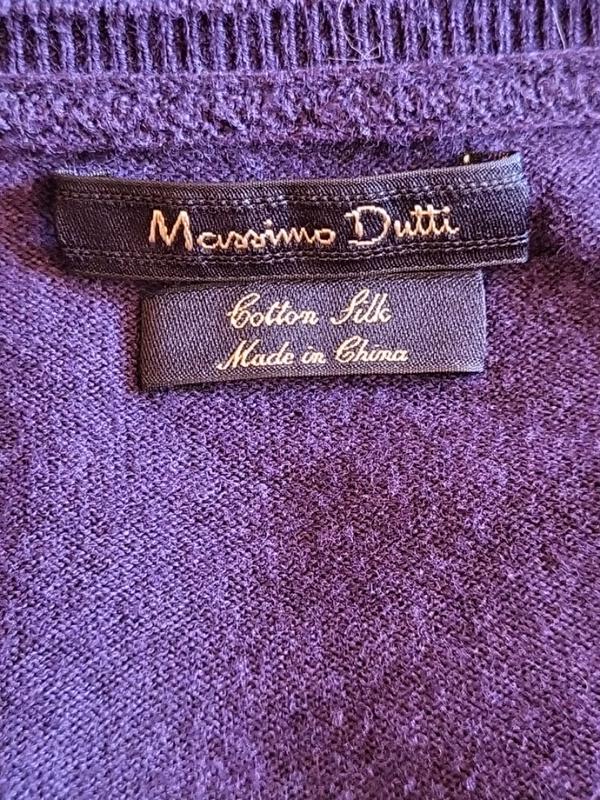 Massimo Dutti
Cotton Silk
Made in China